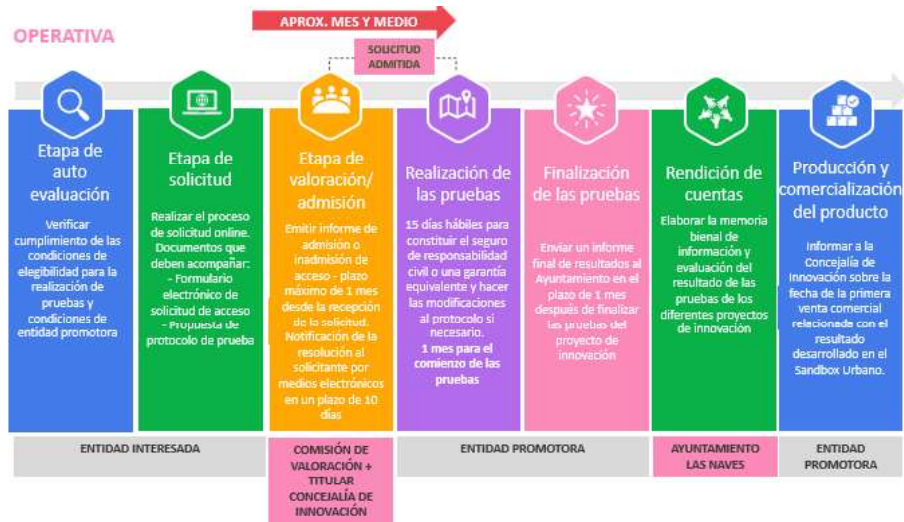 OPERATIVA
APROX. MES Y MEDIO
SOLICITUD
ADMITIDA
Etapa de
auto
evaluación
Verificar
cumplimiento de las
condiciones de
elegibilidad para la
realización de
pruebas y
condiciones de
entidad promotora
Etapa de
solicitud
Realizar el proceso
de solicitud online.
Documentos que
deben acompañar:
- Formulario
electrónico de
solicitud de acceso
- Propuesta de
protocolo de prueba
Etapa de
valoración/
admisión
Emitir informe de
admisión o
inadmisión de
acceso - plazo
máximo de 1 mes
desde la recepción
de la solicitud.
Notificación de la
resolución al
solicitante por
medios electrónicos
en un plazo de 10
días
Realización de
las pruebas
15 días hábiles para
constituir el seguro
de responsabilidad
civil o una garantía
equivalente y hacer
las modificaciones
al protocolo si
necesario.
1 mes para el
comienzo de las
pruebas
Finalización
de las pruebas
Enviar un informe
final de resultados al
Ayuntamiento en el
plazo de 1 mes
después de finalizar
las pruebas del
proyecto de
innovación
Rendición de
cuentas
Elaborar la memoria
bienal de
información y
evaluación del
resultado de las
pruebas de los
diferentes proyectos
de innovación
Producción y
comercialización
del producto
Informar a la
Concejalía de
Innovación sobre la
fecha de la primera
venta comercial
relacionada con el
resultado
desarrollado en el
Sandbox Urbano.
ENTIDAD INTERESADA
COMISIÓN DE
VALORACIÓN +
TITULAR
CONCEJALÍA DE
INNOVACIÓN
ENTIDAD PROMOTORA
AYUNTAMIENTO
LAS NAVES
ENTIDAD
PROMOTORA